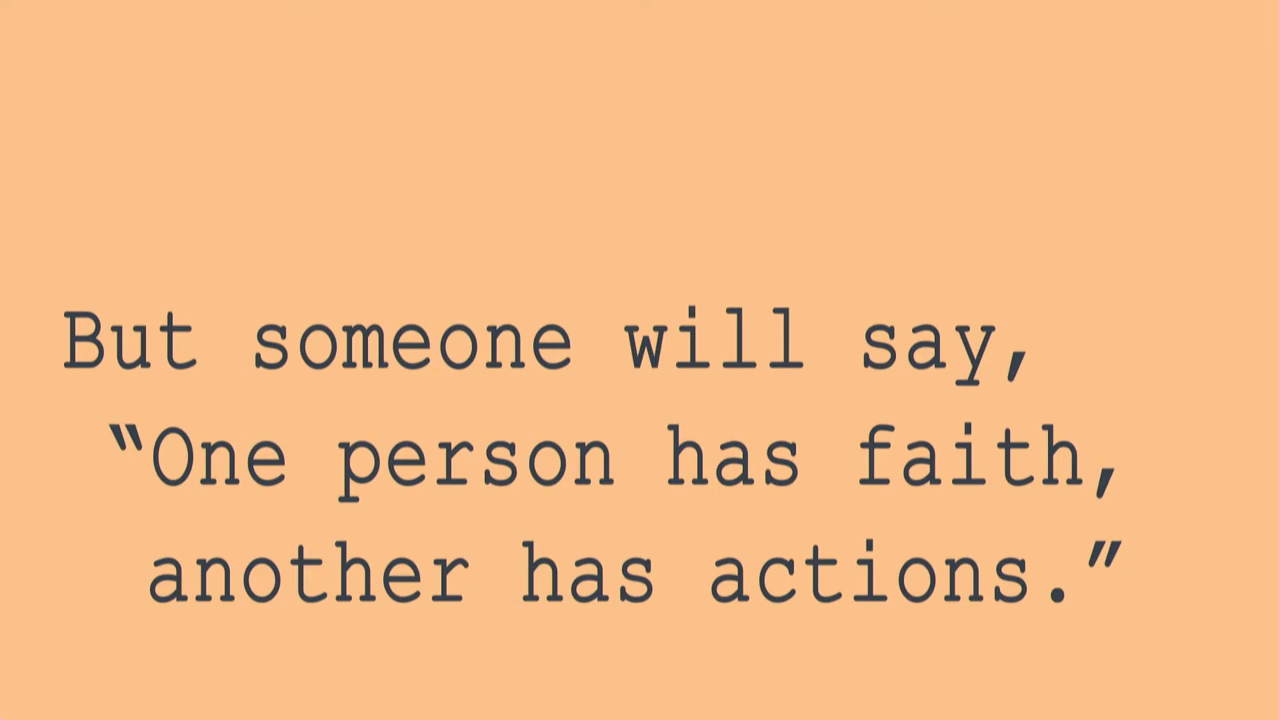 But someone will say,
“One person has faith,
another has actions.”